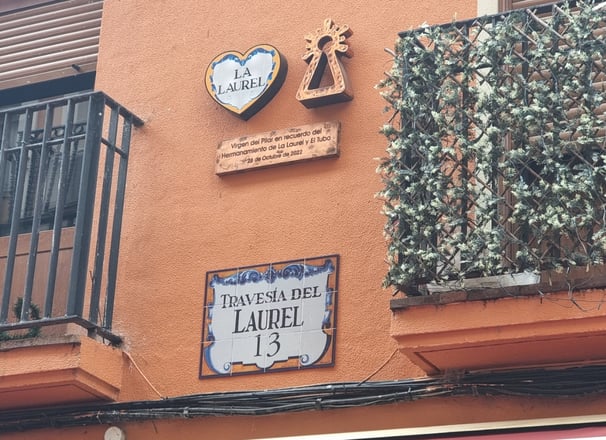 LA
LAUREL
Virgen del Pilar en recuerdo del
Hermanamiento de La Laurel y El Tubo
26 de Octubre de 2022
TRAVESÍA DEL
LAUREL
13